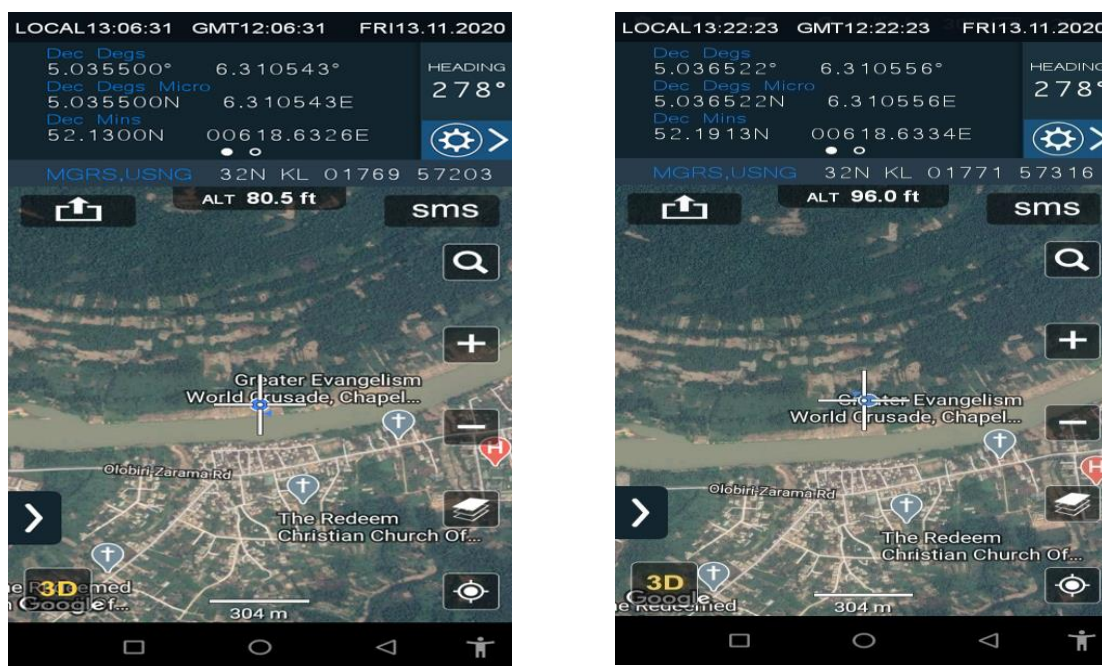 LOCAL13:06:31 GMT12:06:31 FRI13.11.2020
Dec Degs
5.035500° 6.310543°
Dec Degs Micro
5.035500N 6.310543E
Dec Mins
52.1300N 00618.6326E
HEADING
278°
MGRS,USNG 32N KL 01769 57203
ALT 80.5 ft
sms
Greater Evangelism
World Crusade, Chapel...
H
Olobiri-Zarama Rd
The Redeem
Christian Church Of...
3D
Google
304 m
LOCAL13:22:23 GMT12:22:23 FRI13.11.2020
Dec Degs
5.036522° 6.310556°
Dec Degs Micro
5.036522N 6.310556E
Dec Mins
52.1913N 00618.6334E
HEADING
278°
MGRS,USNG 32N KL 01771 57316
ALT 96.0 ft
sms
Evangelism
World Crusade, Chapel...
H
Olobiri-Zarama Rd
The Redeem
Christian Church Of...
3D
Google
304 m